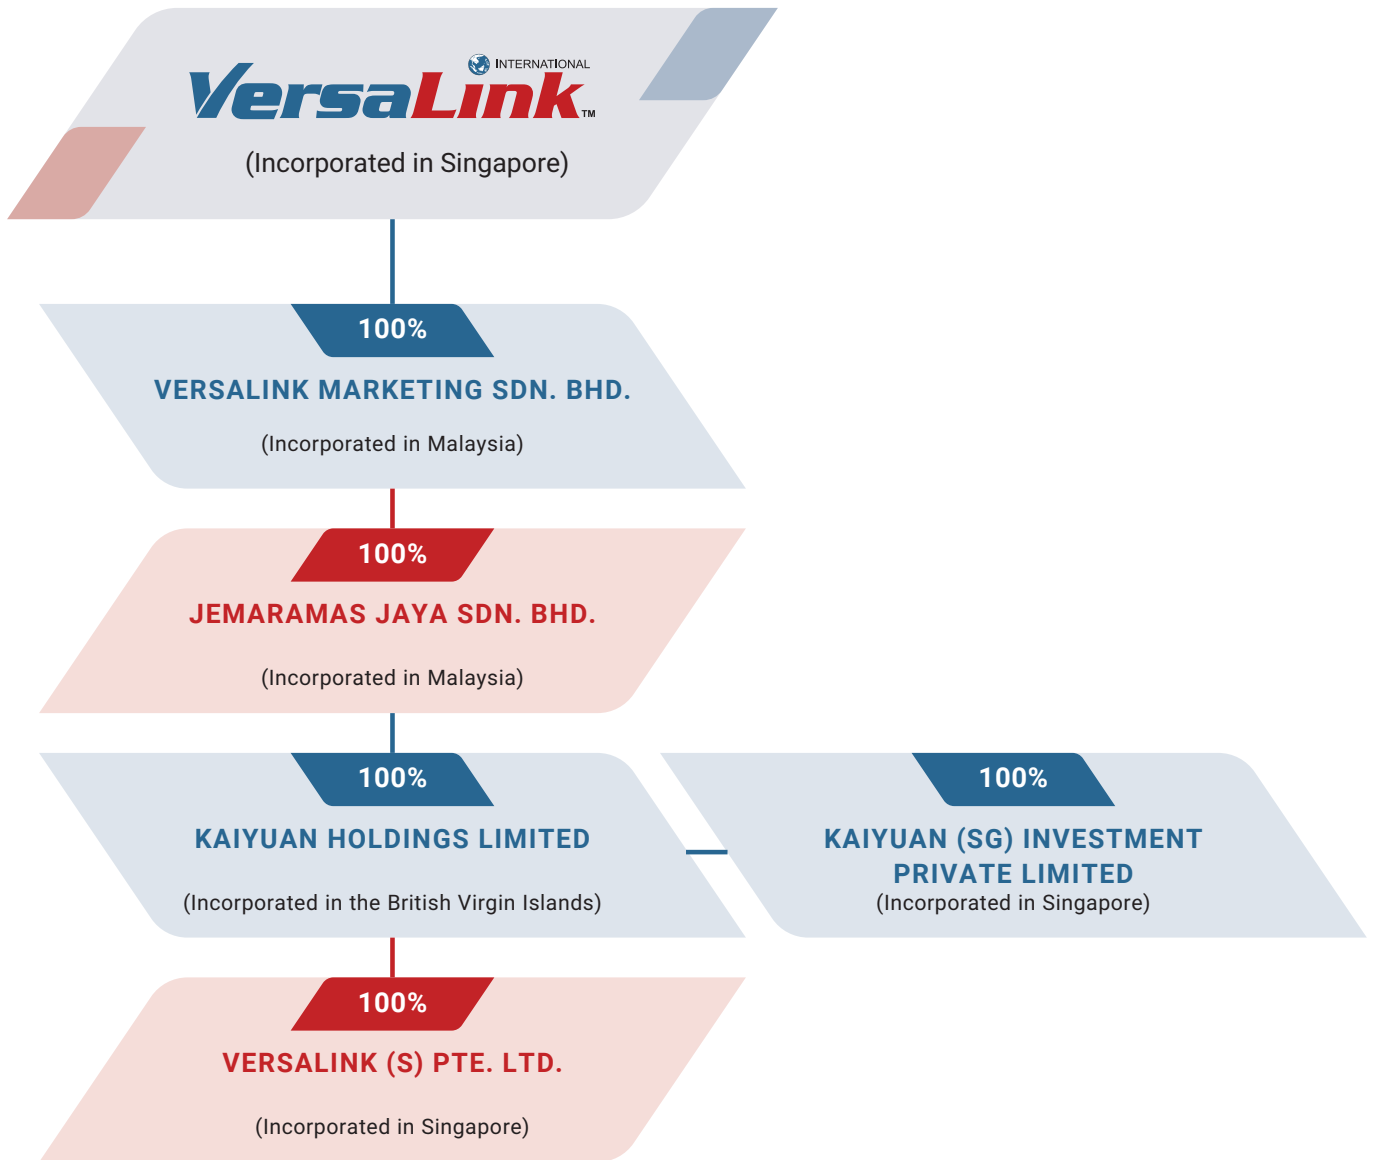 INTERNATIONAL
VersaLink™
(Incorporated in Singapore)
100%
VERSALINK MARKETING SDN. BHD.
(Incorporated in Malaysia)
100%
JEMARAMAS JAYA SDN. BHD.
(Incorporated in Malaysia)
100%
KAIYUAN HOLDINGS LIMITED
(Incorporated in the British Virgin Islands)
100%
KAIYUAN (SG) INVESTMENT
PRIVATE LIMITED
(Incorporated in Singapore)
100%
VERSALINK (S) PTE. LTD.
(Incorporated in Singapore)